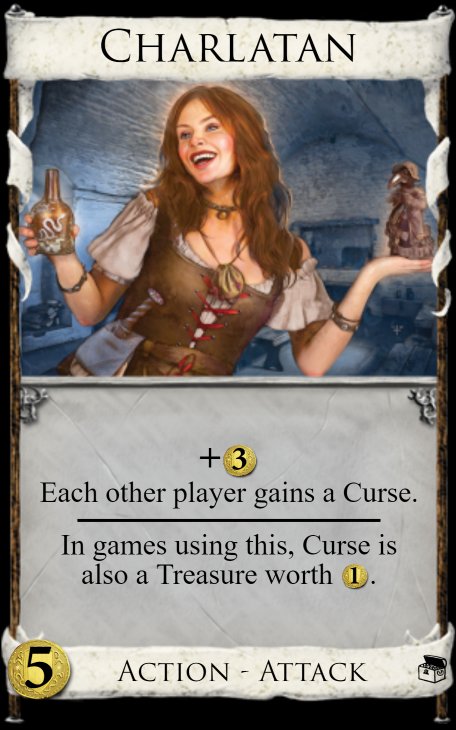 Charlatan
+3
Each other player gains a Curse.
In games using this, Curse is
also a Treasure worth 1.
5 Action - Attack